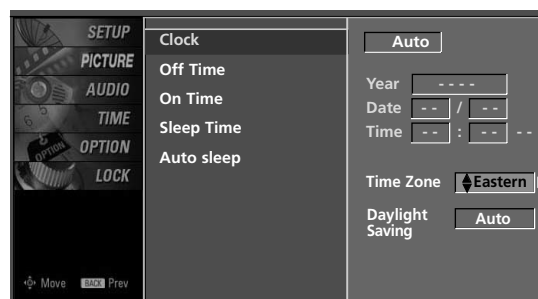 SETUP
PICTURE
AUDIO
TIME
OPTION
LOCK
Move BACK Prev
Clock
Off Time
On Time
Sleep Time
Auto sleep
Auto
Year - - - -
Date - - / - -
Time - - : - - - -
Time Zone Eastern
Daylight
Saving Auto